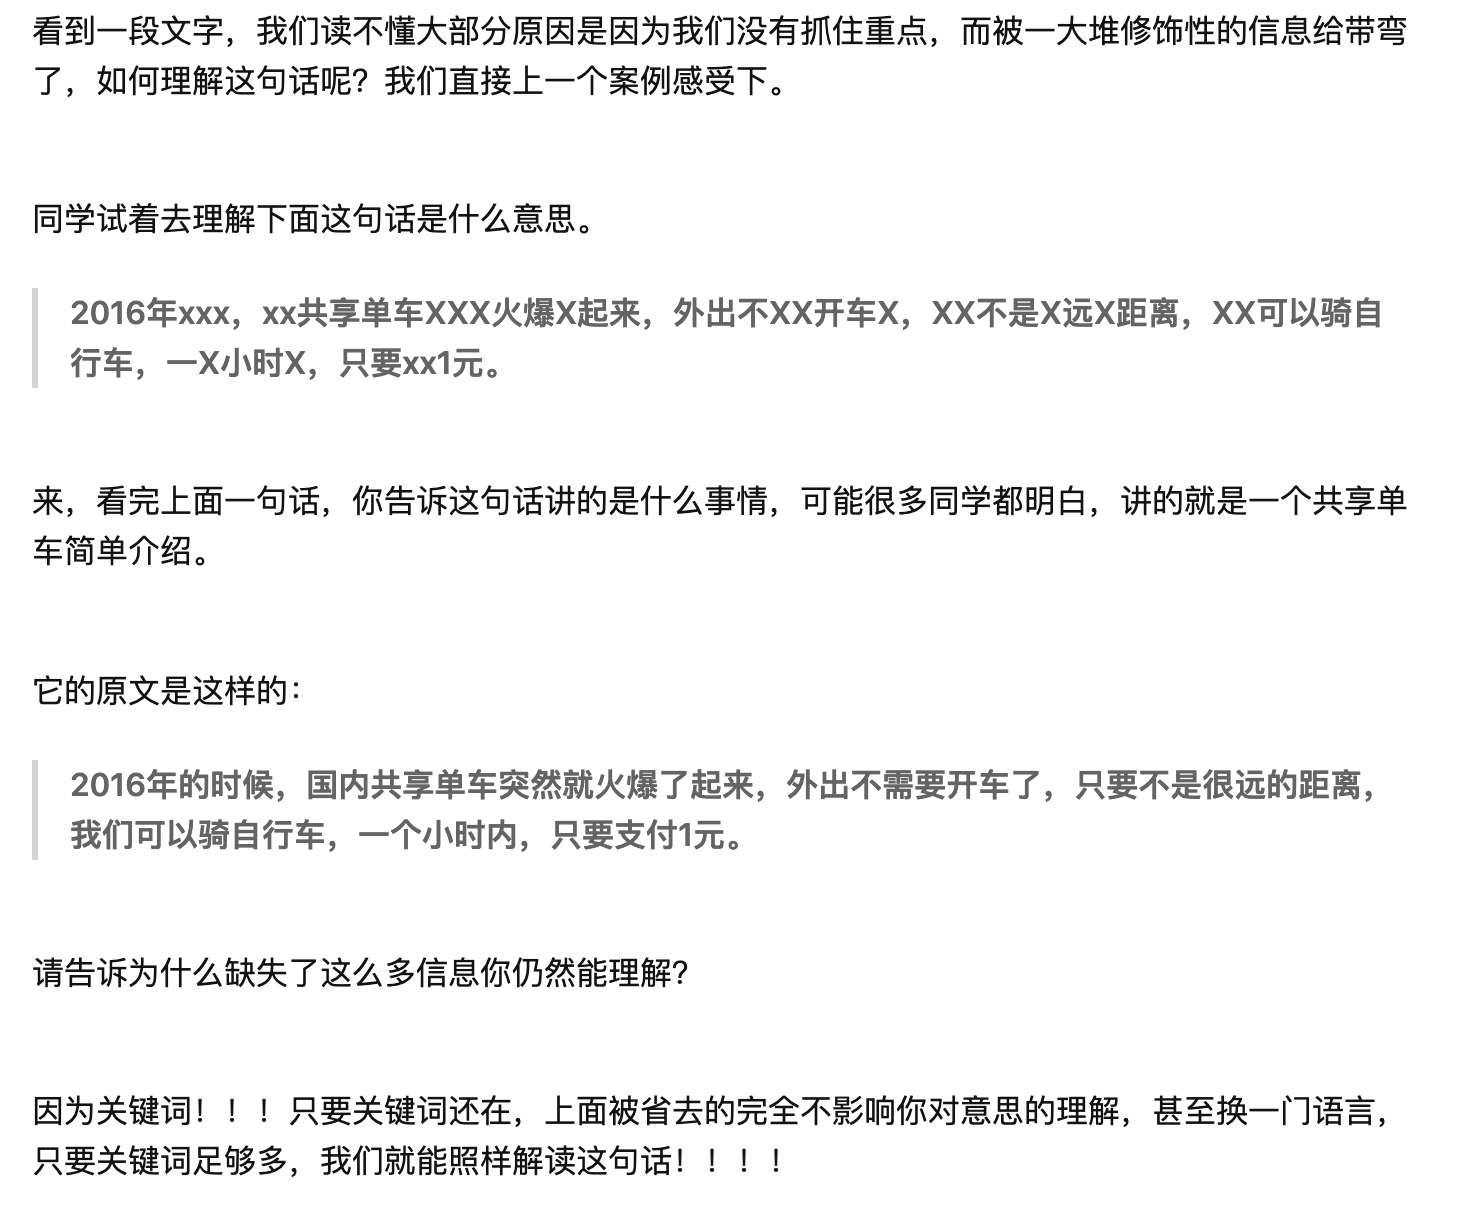 看到一段文字，我们读不懂大部分原因是因为我们没有抓住重点，而被一大堆修饰性的信息给带弯
了，如何理解这句话呢？我们直接上一个案例感受下。
同学试着去理解下面这句话是什么意思。
2016年xxx，xx共享单车XXX火爆X起来，外出不XX开车X，XX不是X远X距离，XX可以骑自
行车，一X小时X，只要xx1元。
来，看完上面一句话，你告诉这句话讲的是什么事情，可能很多同学都明白，讲的就是一个共享单
车简单介绍。
它的原文是这样的：
2016年的时候，国内共享单车突然就火爆了起来，外出不需要开车了，只要不是很远的距离，
我们可以骑自行车，一个小时内，只要支付1元。
请告诉为什么缺失了这么多信息你仍然能理解？
因为关键词！！！只要关键词还在，上面被省去的完全不影响你对意思的理解，甚至换一门语言，
只要关键词足够多，我们就能照样解读这句话！！！！